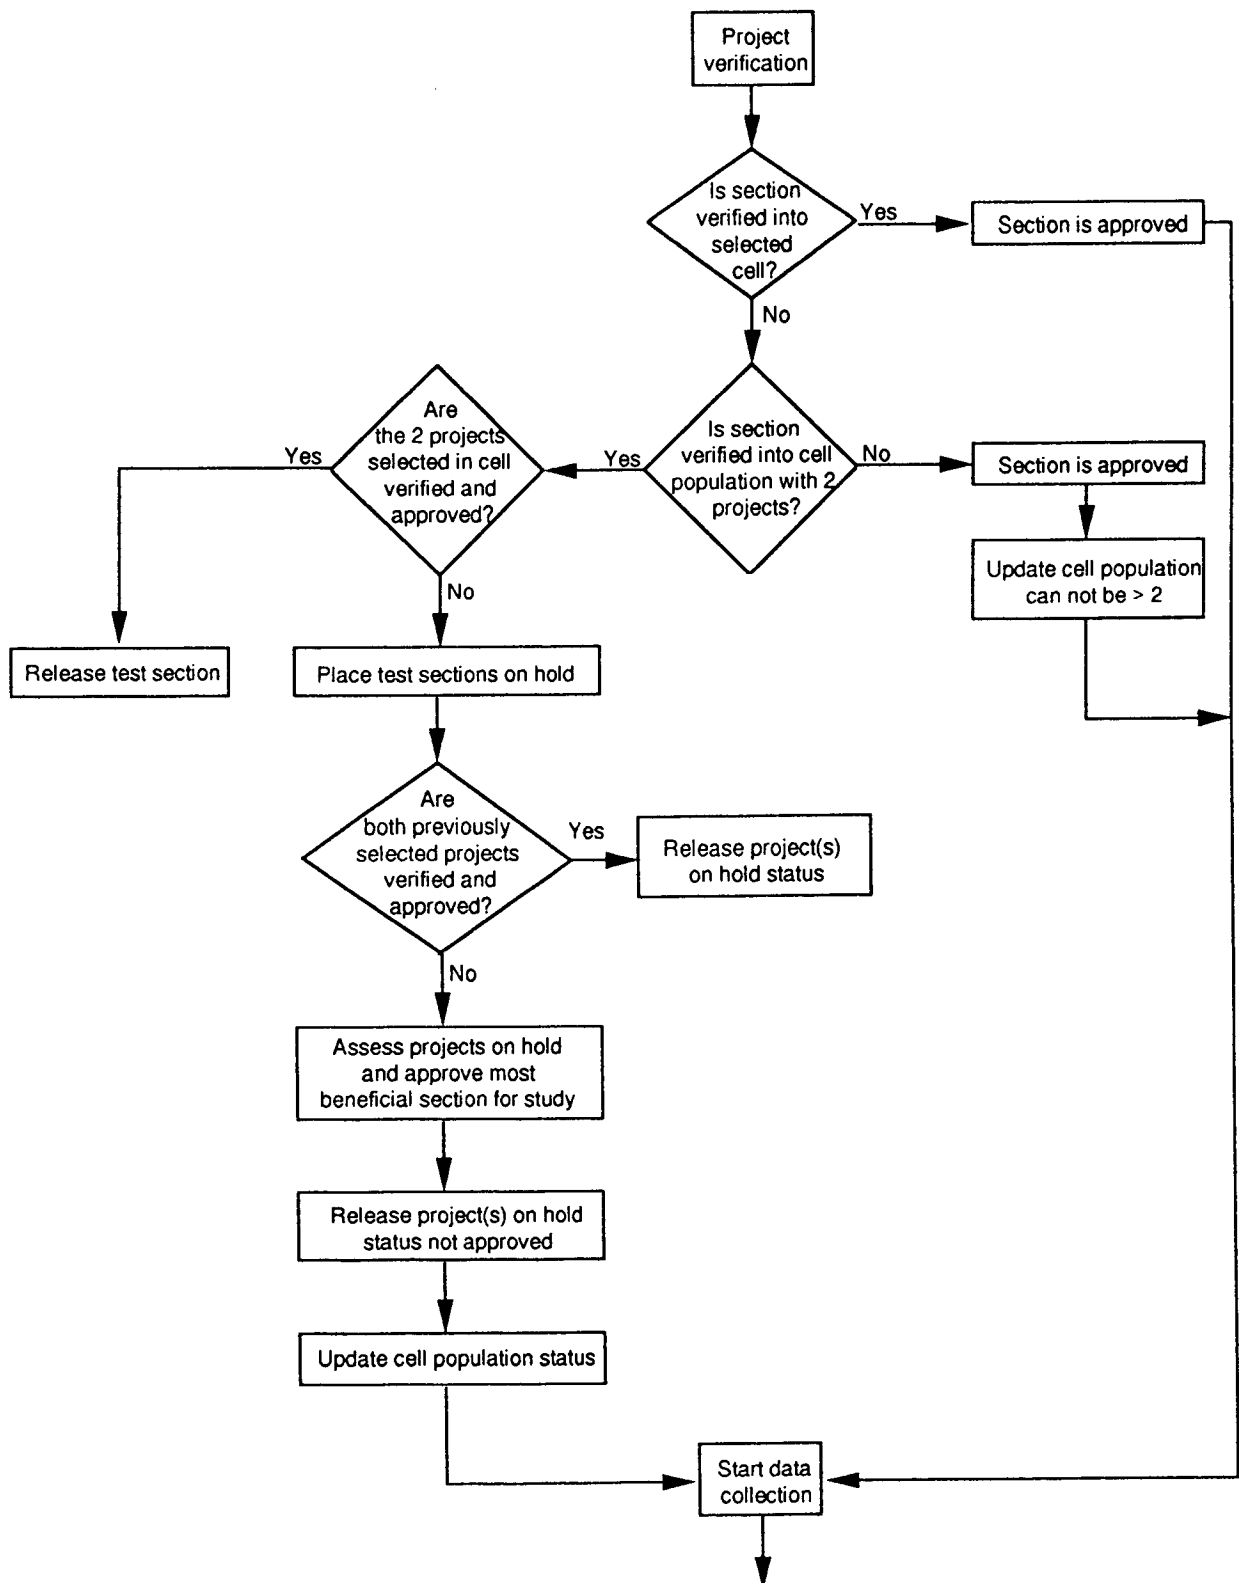 Project
verification
Is section
verified into
selected
cell?
Yes
Section is approved
No
Are
the 2 projects
selected in cell
verified and
approved?
Yes
Yes
Is section
verified into cell
population with 2
projects?
No
Section is approved
Update cell population
can not be > 2
No
Release test section
Place test sections on hold
Are
both previously
selected projects
verified and
approved?
Yes
Release project(s)
on hold status
No
Assess projects on hold
and approve most
beneficial section for study
Release project(s) on hold
status not approved
Update cell population status
Start data
collection